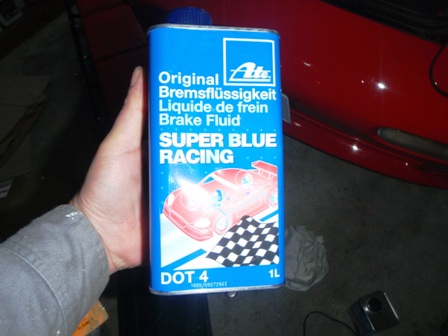 Ate
Original
Bremsflüssigkeit
Liquide de frein
Brake Fluid
SUPER BLUE
RACING
DOT 4
1L